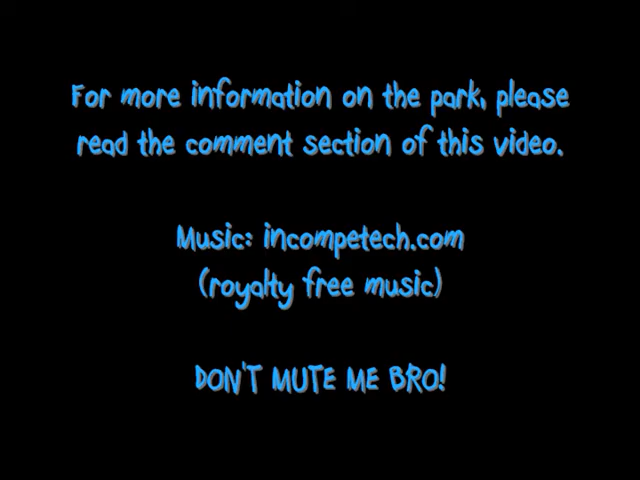 For more information on the park, please
read the comment section of this video.
Music: incompetech.com
(royalty free music)
DON'T MUTE ME BRO!